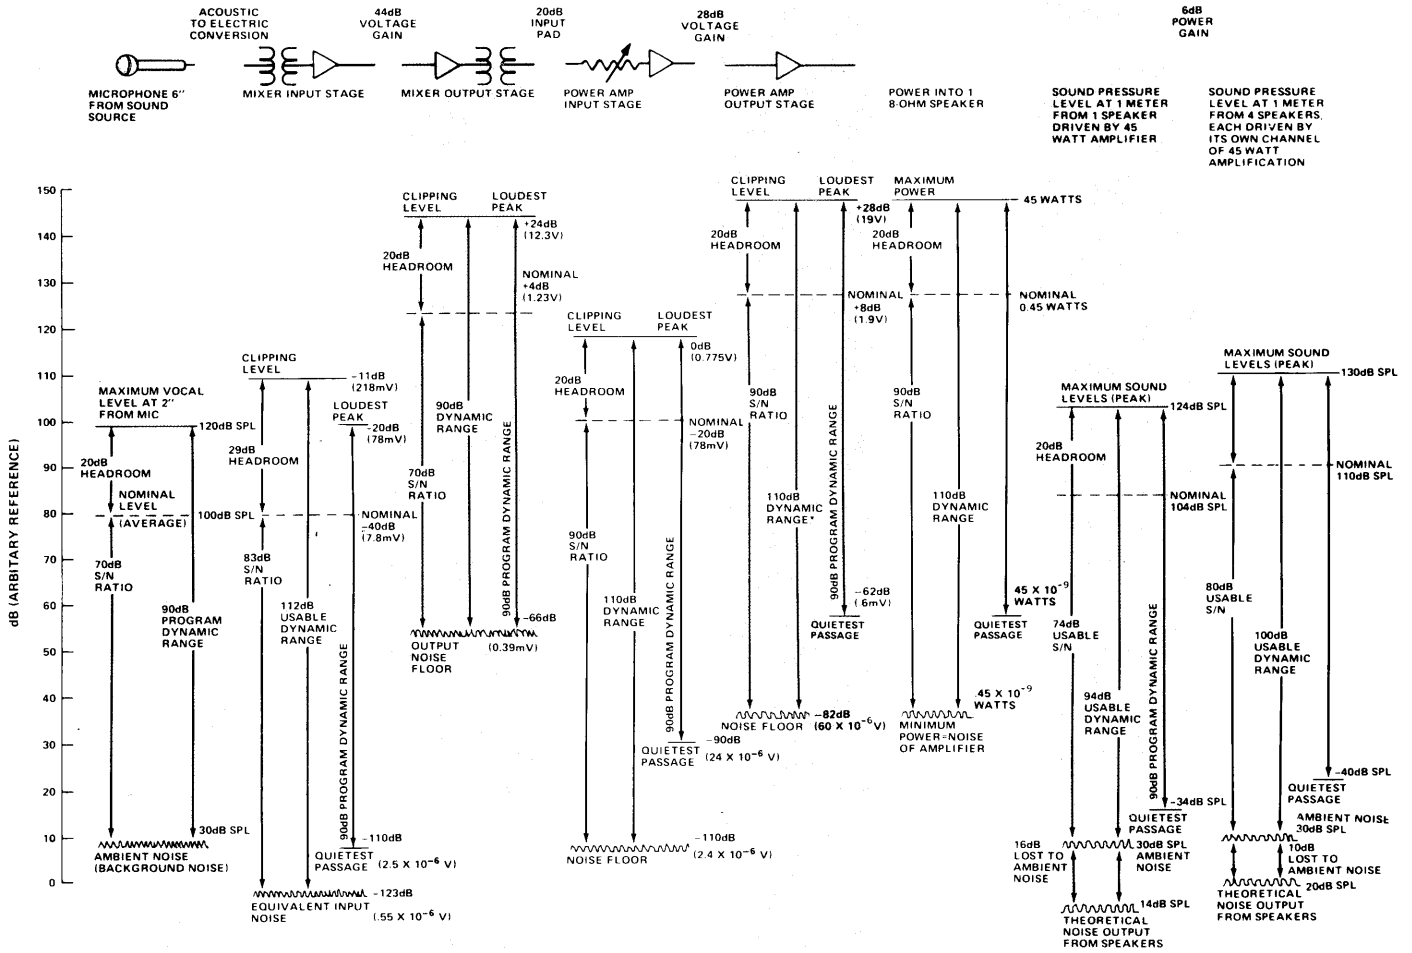 ACOUSTIC
TO ELECTRIC
CONVERSION
44dB
VOLTAGE
GAIN
20dB
INPUT
PAD
28dB
VOLTAGE
GAIN
6dB
POWER
GAIN
MICROPHONE 6"
FROM SOUND
SOURCE
MIXER INPUT STAGE
MIXER OUTPUT STAGE
POWER AMP
INPUT STAGE
POWER AMP
OUTPUT STAGE
POWER INTO 1
8-OHM SPEAKER
SOUND PRESSURE
LEVEL AT 1 METER
FROM 1 SPEAKER
DRIVEN BY 45
WATT AMPLIFIER
SOUND PRESSURE
LEVEL AT 1 METER
FROM 4 SPEAKERS,
EACH DRIVEN BY
ITS OWN CHANNEL
OF 45 WATT
AMPLIFICATION
dB (ARBITRARY REFERENCE)
150
140
130
120
110
100
90
80
70
60
50
40
30
20
10
0
MAXIMUM VOCAL
LEVEL AT 2"
FROM MIC
120dB SPL
20dB
HEADROOM
NOMINAL
LEVEL
(AVERAGE)
100dB SPL
70dB
S/N
RATIO
90dB
PROGRAM
DYNAMIC
RANGE
30dB SPL
AMBIENT NOISE
(BACKGROUND NOISE)
CLIPPING
LEVEL
-11dB
(218mV)
LOUDEST
PEAK
-20dB
(78mV)
29dB
HEADROOM
NOMINAL
-40dB
(7.8mV)
83dB
S/N
RATIO
112dB
USABLE
DYNAMIC
RANGE
90dB PROGRAM DYNAMIC RANGE
-110dB
QUIETEST
PASSAGE
(2.5 X 10-6 V)
-123dB
EQUIVALENT INPUT
NOISE
(.55 X 10-6 V)
CLIPPING
LEVEL
LOUDEST
PEAK
+24dB
(12.3V)
20dB
HEADROOM
NOMINAL
+4dB
(1.23V)
90dB
DYNAMIC
RANGE
70dB
S/N
RATIO
90dB PROGRAM DYNAMIC RANGE
-66dB
(0.39mV)
OUTPUT
NOISE
FLOOR
CLIPPING
LEVEL
LOUDEST
PEAK
0dB
(0.775V)
20dB
HEADROOM
NOMINAL
-20dB
(78mV)
90dB
S/N
RATIO
110dB
DYNAMIC
RANGE
90dB PROGRAM DYNAMIC RANGE
-90dB
QUIETEST
PASSAGE
(24 X 10-6 V)
-110dB
NOISE FLOOR
(2.4 X 10-6 V)
CLIPPING
LEVEL
LOUDEST
PEAK
+28dB
(19V)
20dB
HEADROOM
NOMINAL
+8dB
(1.9V)
90dB
S/N
RATIO
110dB
DYNAMIC
RANGE*
90dB PROGRAM DYNAMIC RANGE
-62dB
(.6mV)
QUIETEST
PASSAGE
NOISE FLOOR
-82dB
(60 X 10-6 V)
MAXIMUM
POWER
45 WATTS
20dB
HEADROOM
NOMINAL
0.45 WATTS
90dB
S/N
RATIO
110dB
DYNAMIC
RANGE
45 X 10-9
WATTS
QUIETEST
PASSAGE
.45 X 10-9
WATTS
MINIMUM
POWER=NOISE
OF AMPLIFIER
MAXIMUM SOUND
LEVELS (PEAK)
124dB SPL
20dB
HEADROOM
NOMINAL
104dB SPL
74dB
USABLE
S/N
94dB
USABLE
DYNAMIC
RANGE
90dB PROGRAM DYNAMIC RANGE
-34dB SPL
QUIETEST
PASSAGE
16dB
LOST TO
AMBIENT
NOISE
30dB SPL
AMBIENT
NOISE
14dB SPL
THEORETICAL
NOISE OUTPUT
FROM SPEAKERS
MAXIMUM SOUND
LEVELS (PEAK)
130dB SPL
NOMINAL
110dB SPL
80dB
USABLE
S/N
100dB
USABLE
DYNAMIC
RANGE
-40dB SPL
QUIETEST
PASSAGE
AMBIENT NOISE
30dB SPL
10dB
LOST TO
AMBIENT NOISE
20dB SPL
THEORETICAL
NOISE OUTPUT
FROM SPEAKERS